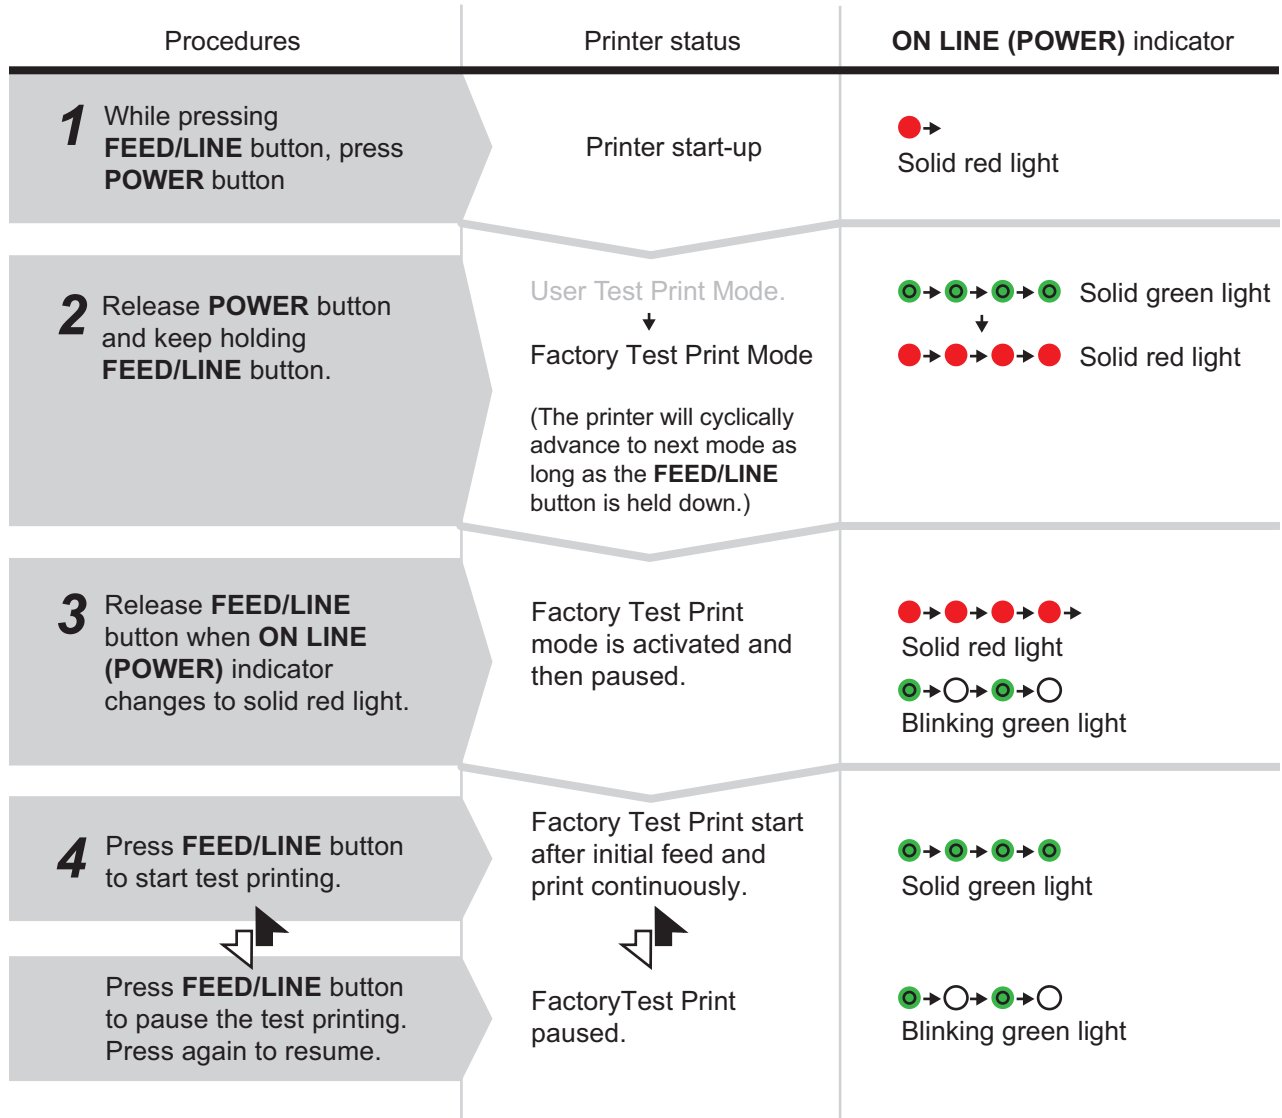 Procedures
Printer status
ON LINE (POWER) indicator
1
While pressing
FEED/LINE button, press
POWER button
Printer start-up
Solid red light
2
Release POWER button
and keep holding
FEED/LINE button.
User Test Print Mode.
Factory Test Print Mode
(The printer will cyclically
advance to next mode as
long as the FEED/LINE
button is held down.)
Solid green light
Solid red light
3
Release FEED/LINE
button when ON LINE
(POWER) indicator
changes to solid red light.
Factory Test Print
mode is activated and
then paused.
Solid red light
Blinking green light
4
Press FEED/LINE button
to start test printing.
Factory Test Print start
after initial feed and
print continuously.
Solid green light
Press FEED/LINE button
to pause the test printing.
Press again to resume.
FactoryTest Print
paused.
Blinking green light